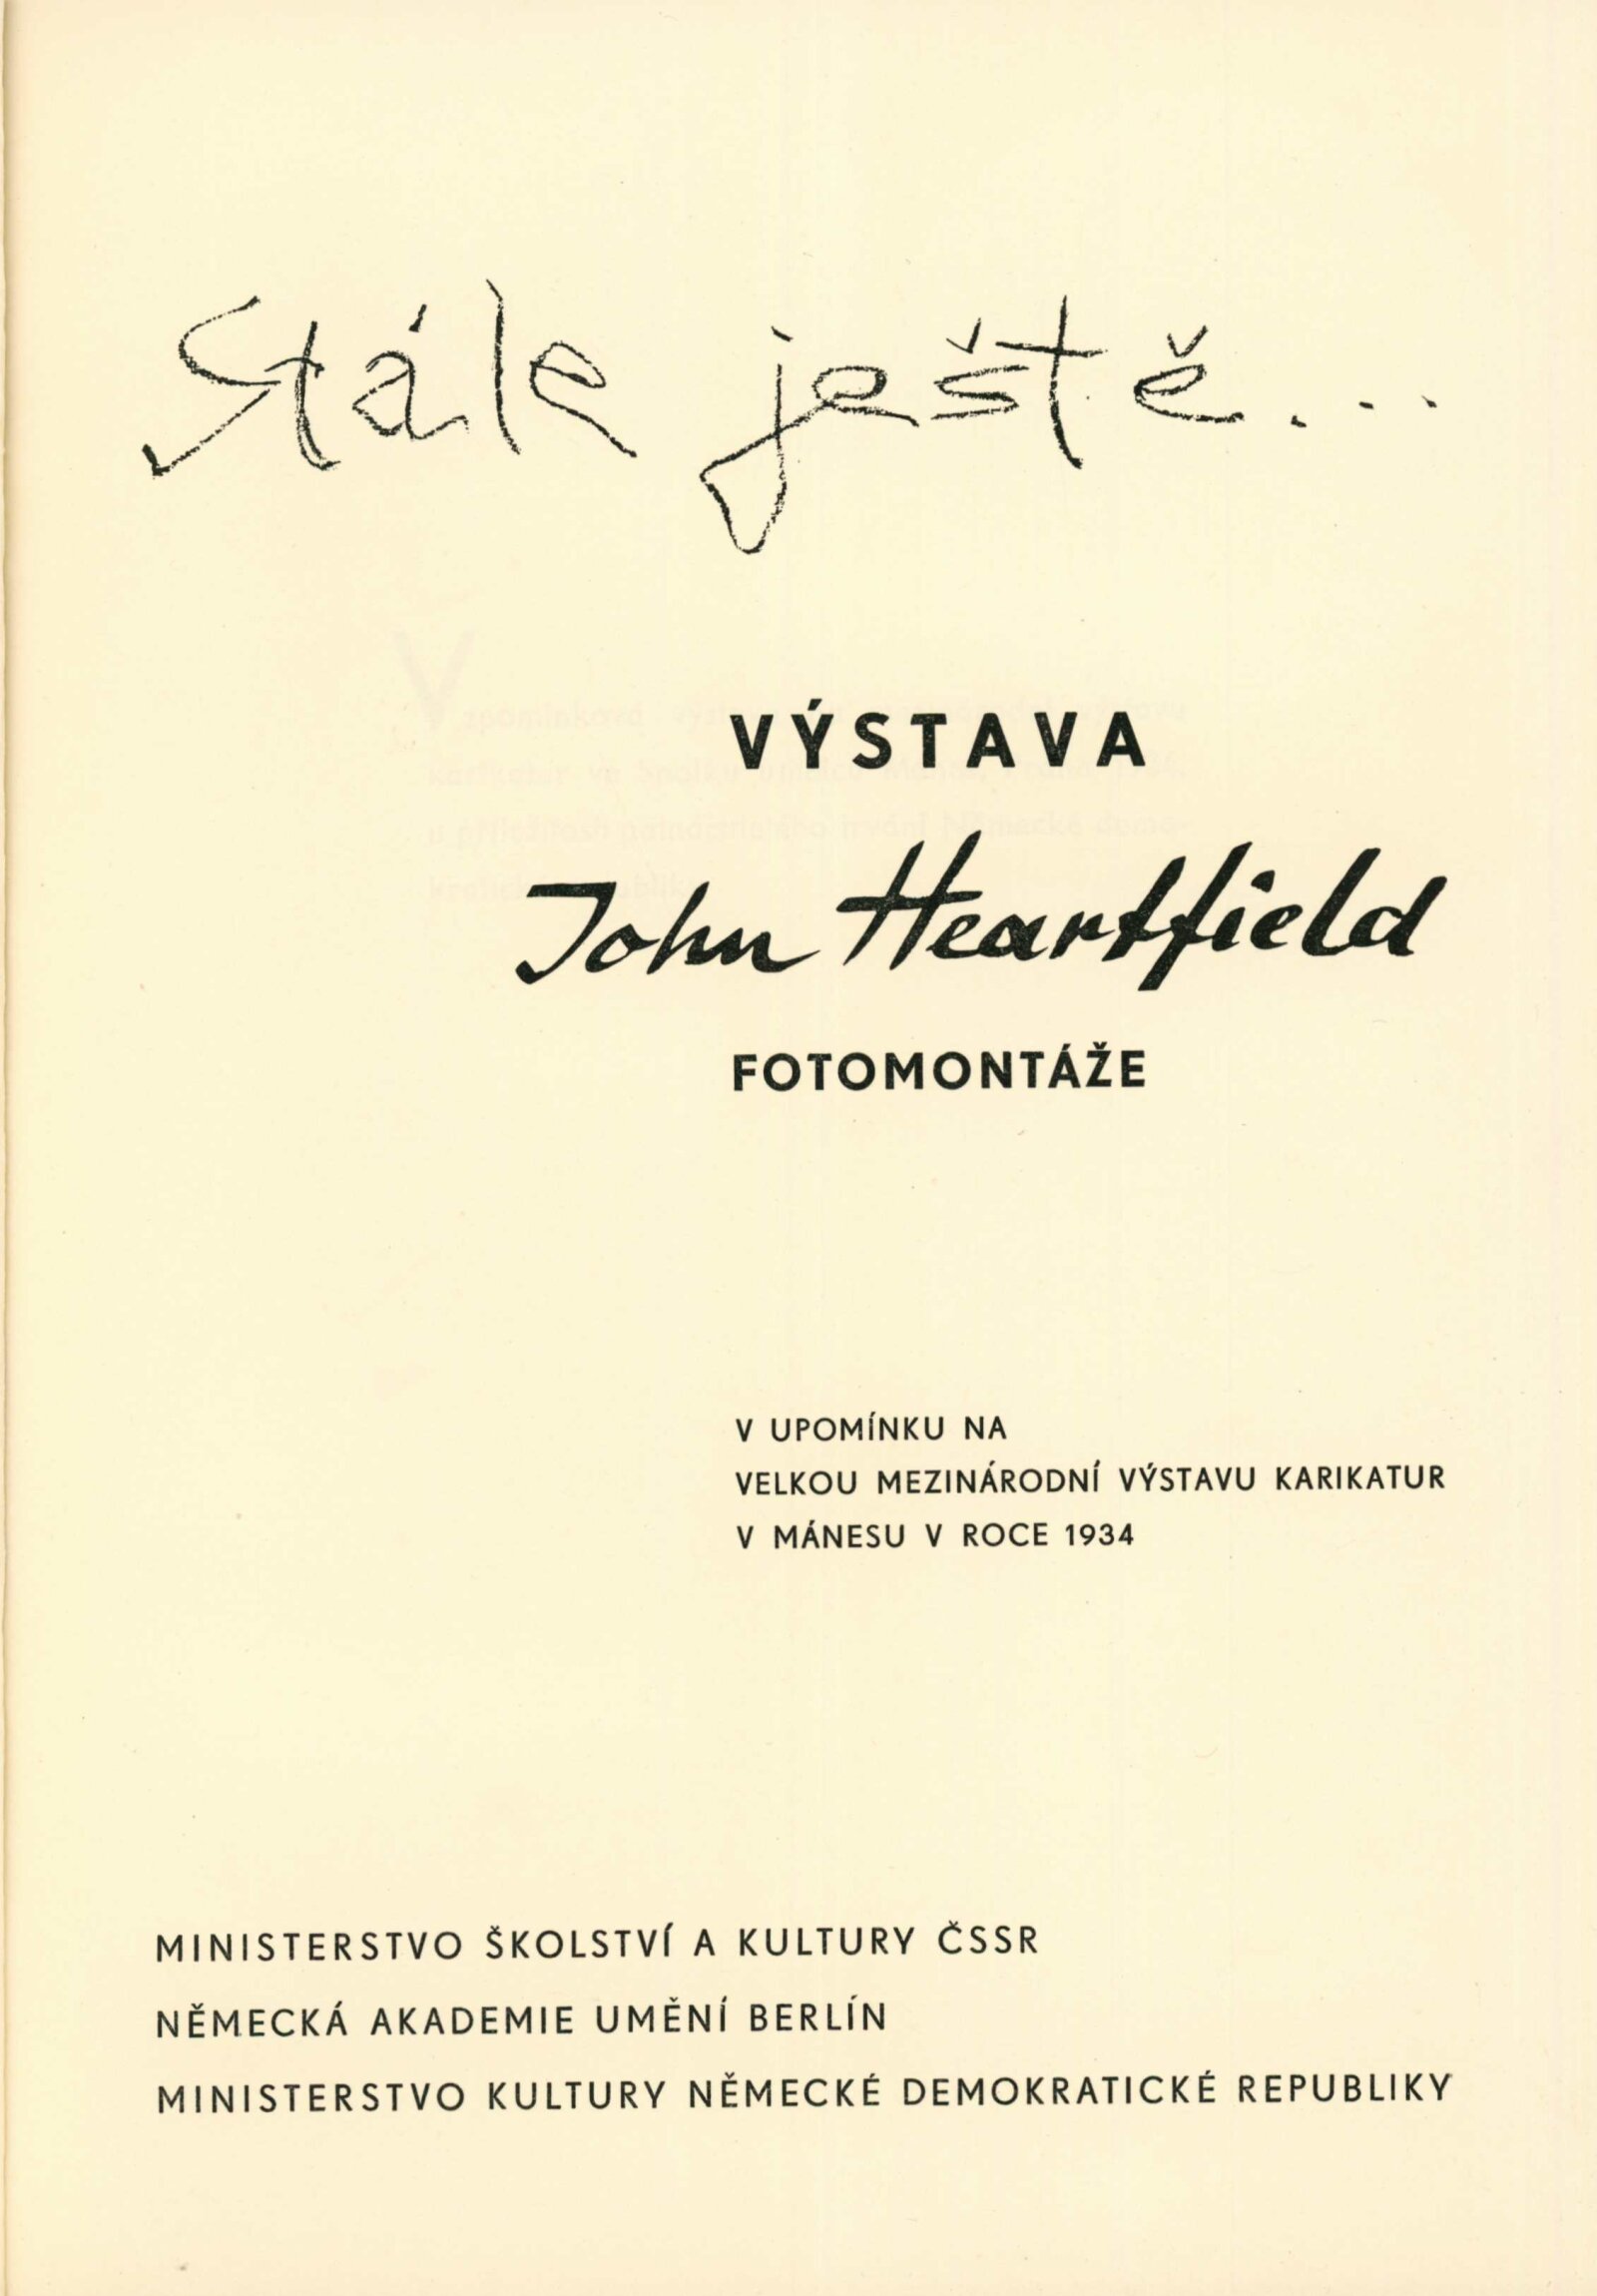 Stále ještě...
VÝSTAVA
John Heartfield
FOTOMONTÁŽE
V UPOMÍNKU NA
VELKOU MEZINÁRODNÍ VÝSTAVU KARIKATUR
V MÁNESU V ROCE 1934
MINISTERSTVO ŠKOLSTVÍ A KULTURY ČSSR
NĚMECKÁ AKADEMIE UMĚNÍ BERLÍN
MINISTERSTVO KULTURY NĚMECKÉ DEMOKRATICKÉ REPUBLIKY